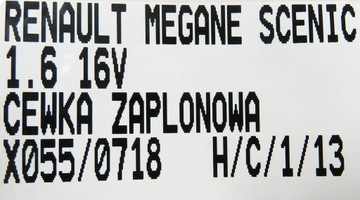 RENAULT MEGANE SCENIC
1.6 16V
CEWKA ZAPLONOWA
X055/0718 H/C/1/13